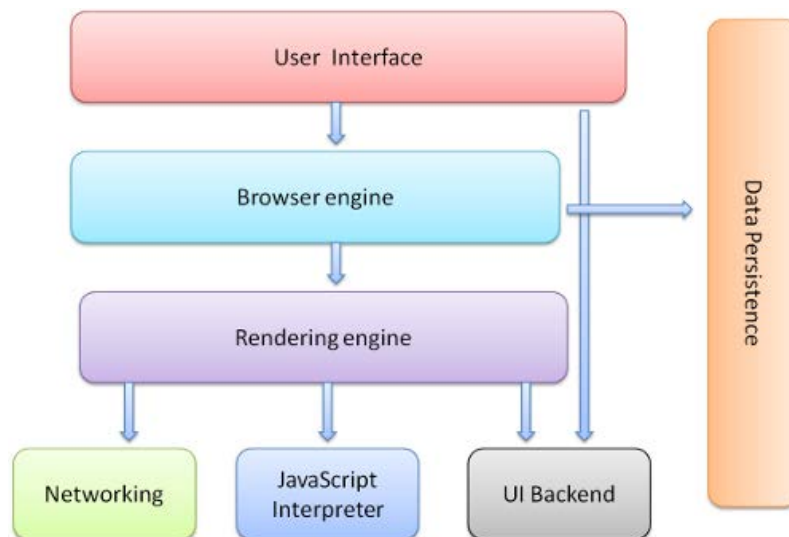 User Interface
Browser engine
Data Persistence
Rendering engine
Networking
JavaScript
Interpreter
UI Backend